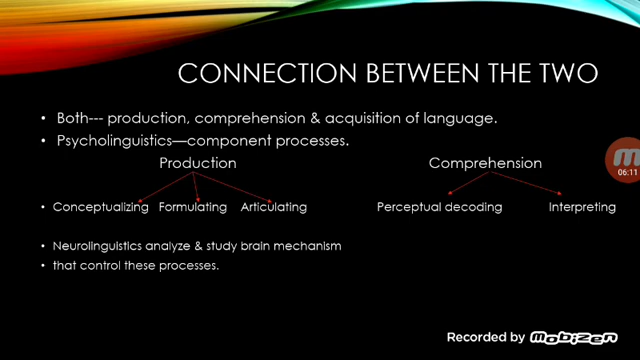 CONNECTION BETWEEN THE TWO
• Both--- production, comprehension & acquisition of language.
• Psycholinguistics—component processes.
Production Comprehension
• Conceptualizing Formulating Articulating Perceptual decoding Interpreting
• Neurolinguistics analyze & study brain mechanism
• that control these processes.
06:11
Recorded by mobizen